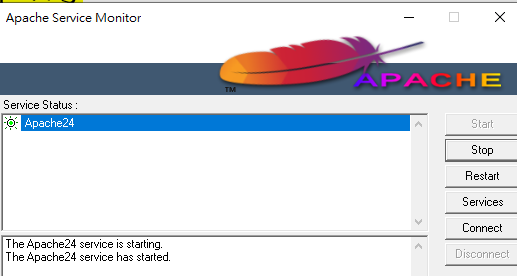 Apache Service Monitor
TM
APACHE
Service Status :
Apache24
Start
Stop
Restart
Services
Connect
Disconnect
The Apache24 service is starting.
The Apache24 service has started.